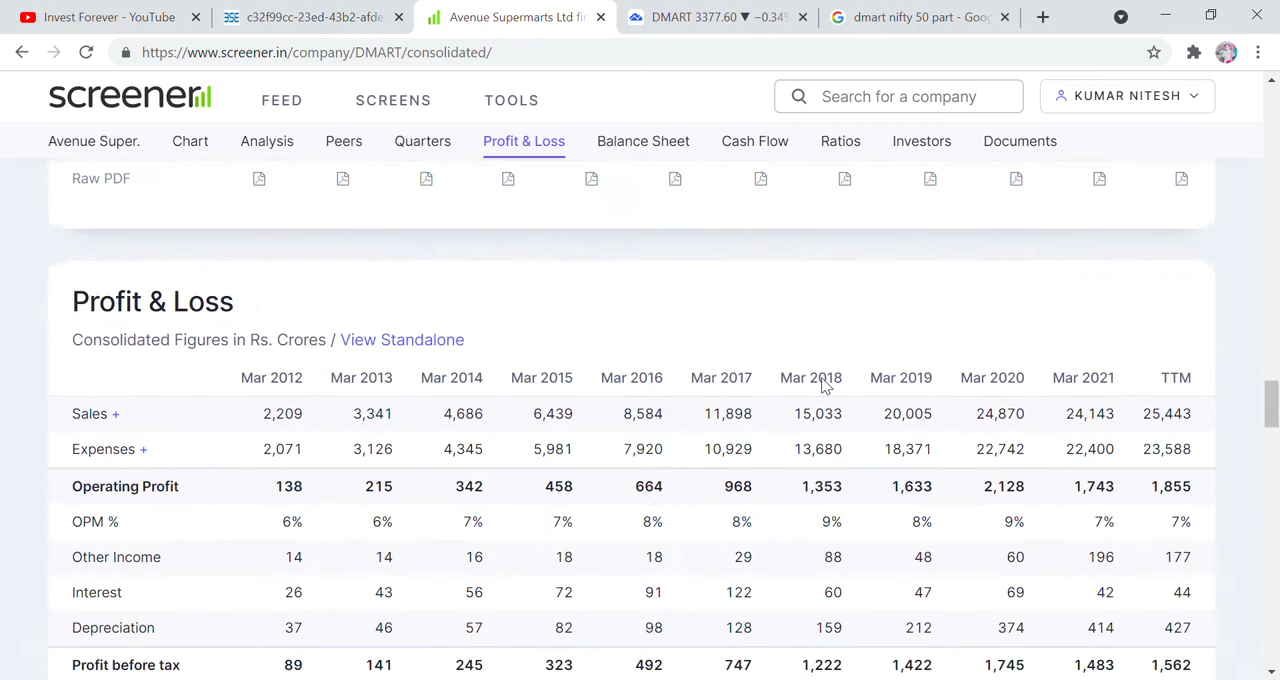 Invest Forever - YouTube
c32f99cc-23ed-43b2-afde
Avenue Supermarts Ltd fi
DMART 3377.60 ▼ −0.34%
dmart nifty 50 part - Goo
https://www.screener.in/company/DMART/consolidated/
screener FEED SCREENS TOOLS Search for a company KUMAR NITESH
Avenue Super. Chart Analysis Peers Quarters Profit & Loss Balance Sheet Cash Flow Ratios Investors Documents
Raw PDF
Profit & Loss
Consolidated Figures in Rs. Crores / View Standalone
Mar 2012 Mar 2013 Mar 2014 Mar 2015 Mar 2016 Mar 2017 Mar 2018 Mar 2019 Mar 2020 Mar 2021 TTM
Sales + 2,209 3,341 4,686 6,439 8,584 11,898 15,033 20,005 24,870 24,143 25,443
Expenses + 2,071 3,126 4,345 5,981 7,920 10,929 13,680 18,371 22,742 22,400 23,588
Operating Profit 138 215 342 458 664 968 1,353 1,633 2,128 1,743 1,855
OPM % 6% 6% 7% 7% 8% 8% 9% 8% 9% 7% 7%
Other Income 14 14 16 18 18 29 88 48 60 196 177
Interest 26 43 56 72 91 122 60 47 69 42 44
Depreciation 37 46 57 82 98 128 159 212 374 414 427
Profit before tax 89 141 245 323 492 747 1,222 1,422 1,745 1,483 1,562